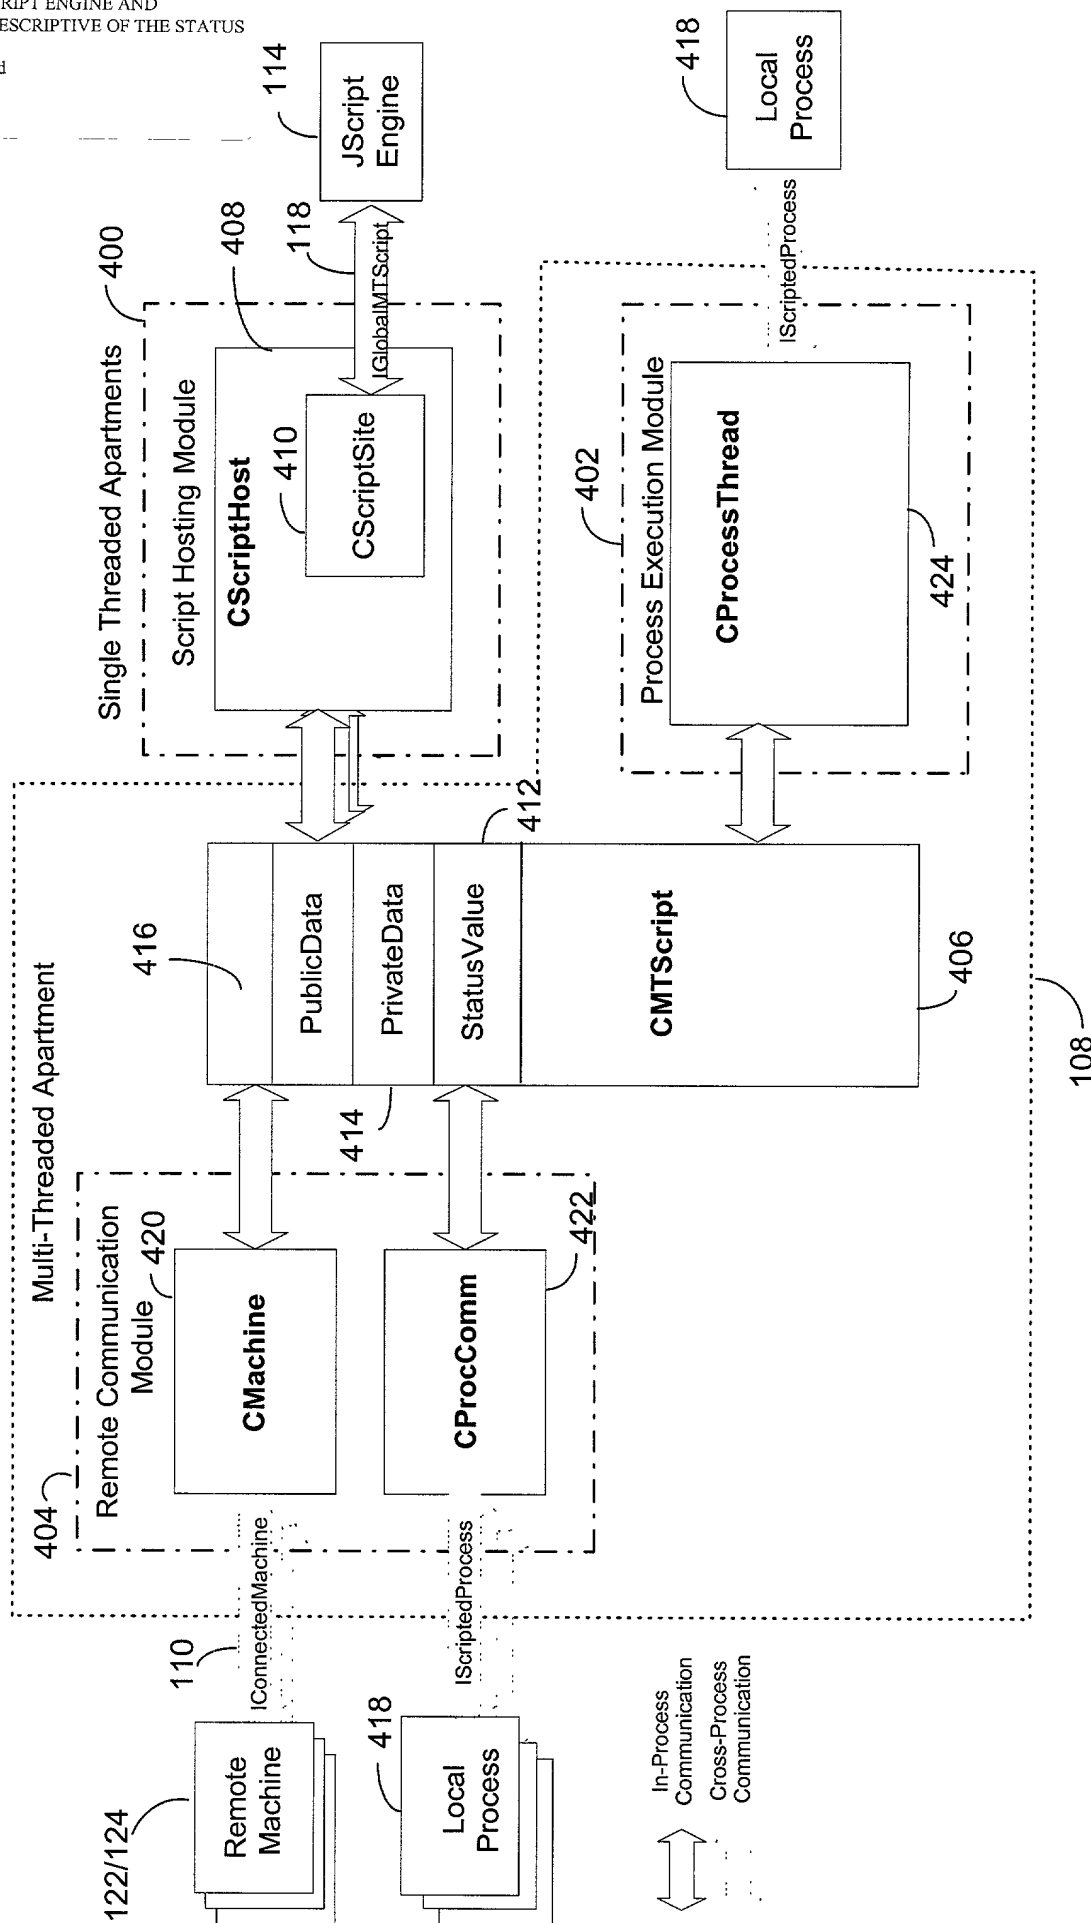 RIPT ENGINE AND
ESCRIPTIVE OF THE STATUS
d
122/124
Remote
Machine
110
IConnectedMachine
418
Local
Process
IScriptedProcess
In-Process
Communication
Cross-Process
Communication
Multi-Threaded Apartment
404
Remote Communication
Module
420
CMachine
CProcComm
422
416
PublicData
PrivateData
414
StatusValue
412
CMTScript
406
108
Single Threaded Apartments
400
Script Hosting Module
408
CScriptHost
410
CScriptSite
118
IGlobalMTScript
114
JScript
Engine
402
Process Execution Module
CProcessThread
424
IScriptedProcess
418
Local
Process